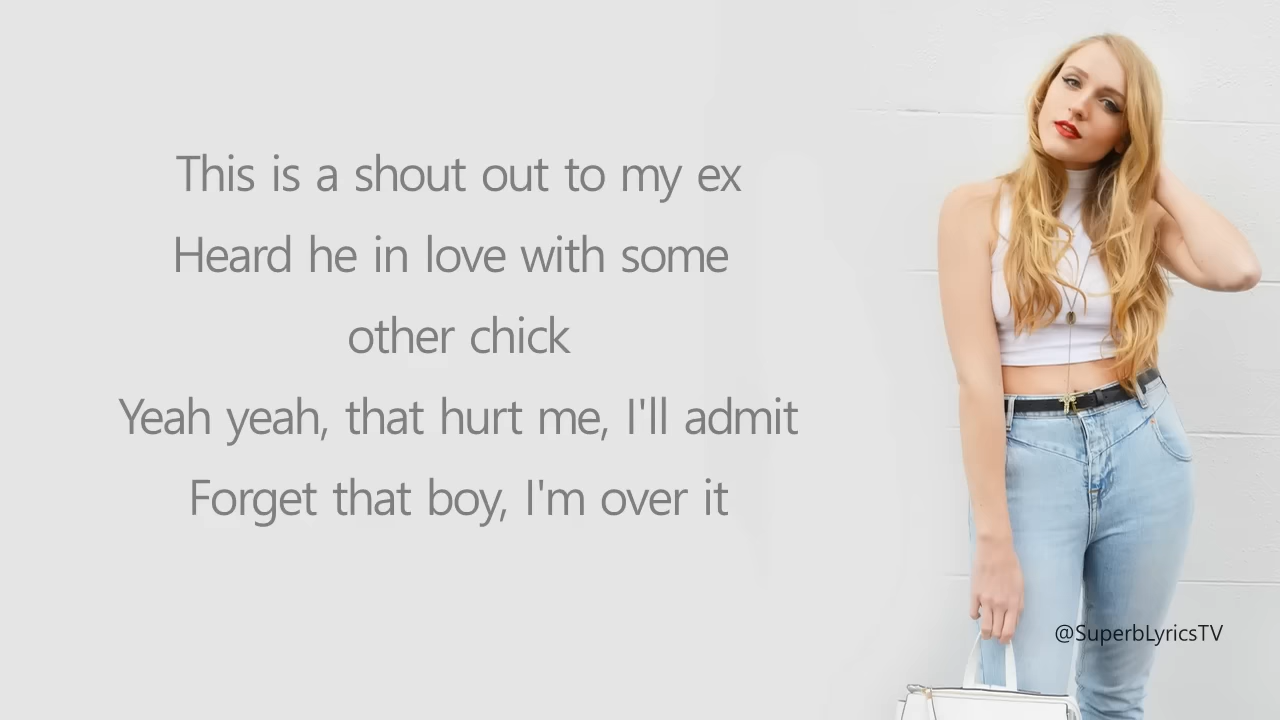 This is a shout out to my ex
Heard he in love with some
other chick
Yeah yeah, that hurt me, I'll admit
Forget that boy, I'm over it
@SuperbLyricsTV